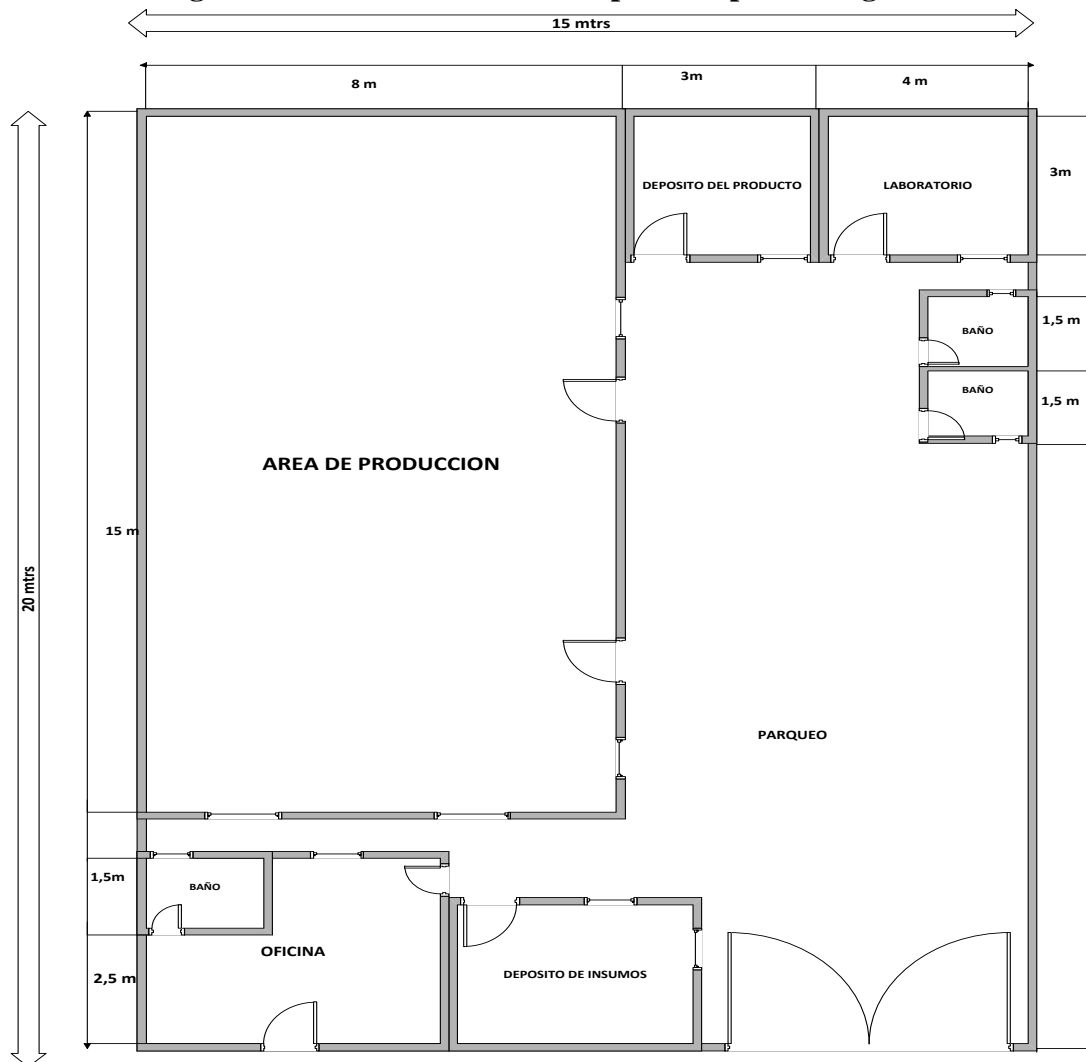 15 mtrs
8 m
3m
4 m
DEPOSITO DEL PRODUCTO
LABORATORIO
3m
BAÑO
1,5 m
BAÑO
1,5 m
AREA DE PRODUCCION
15 m
20 mtrs
PARQUEO
1,5m
BAÑO
OFICINA
2,5 m
DEPOSITO DE INSUMOS